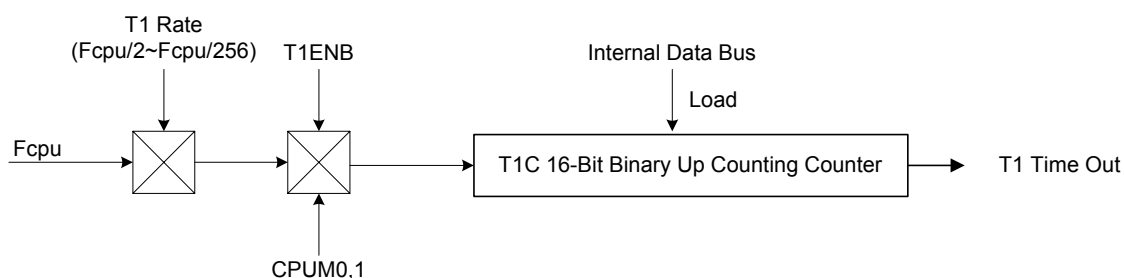 T1 Rate
(Fcpu/2~Fcpu/256)
T1ENB
Internal Data Bus
Load
Fcpu
T1C 16-Bit Binary Up Counting Counter
T1 Time Out
CPUM0,1